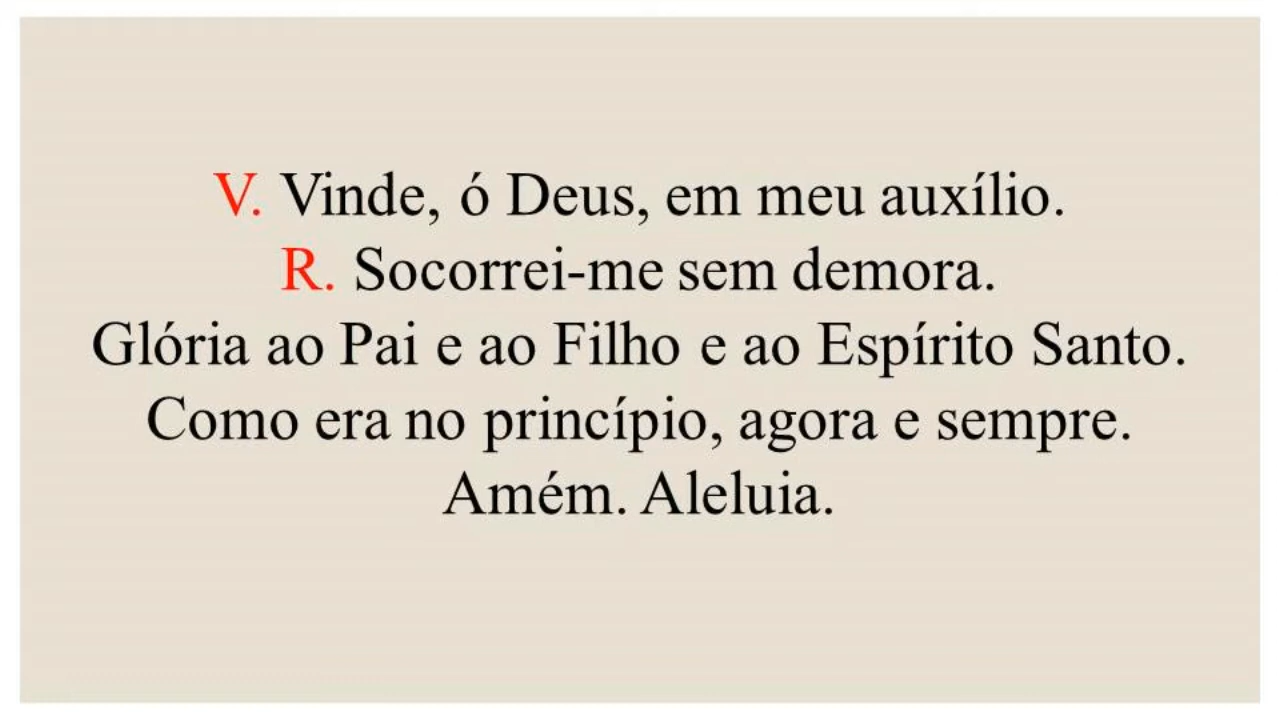 V. Vinde, ó Deus, em meu auxílio.
R. Socorrei-me sem demora.
Glória ao Pai e ao Filho e ao Espírito Santo.
Como era no princípio, agora e sempre.
Amém. Aleluia.